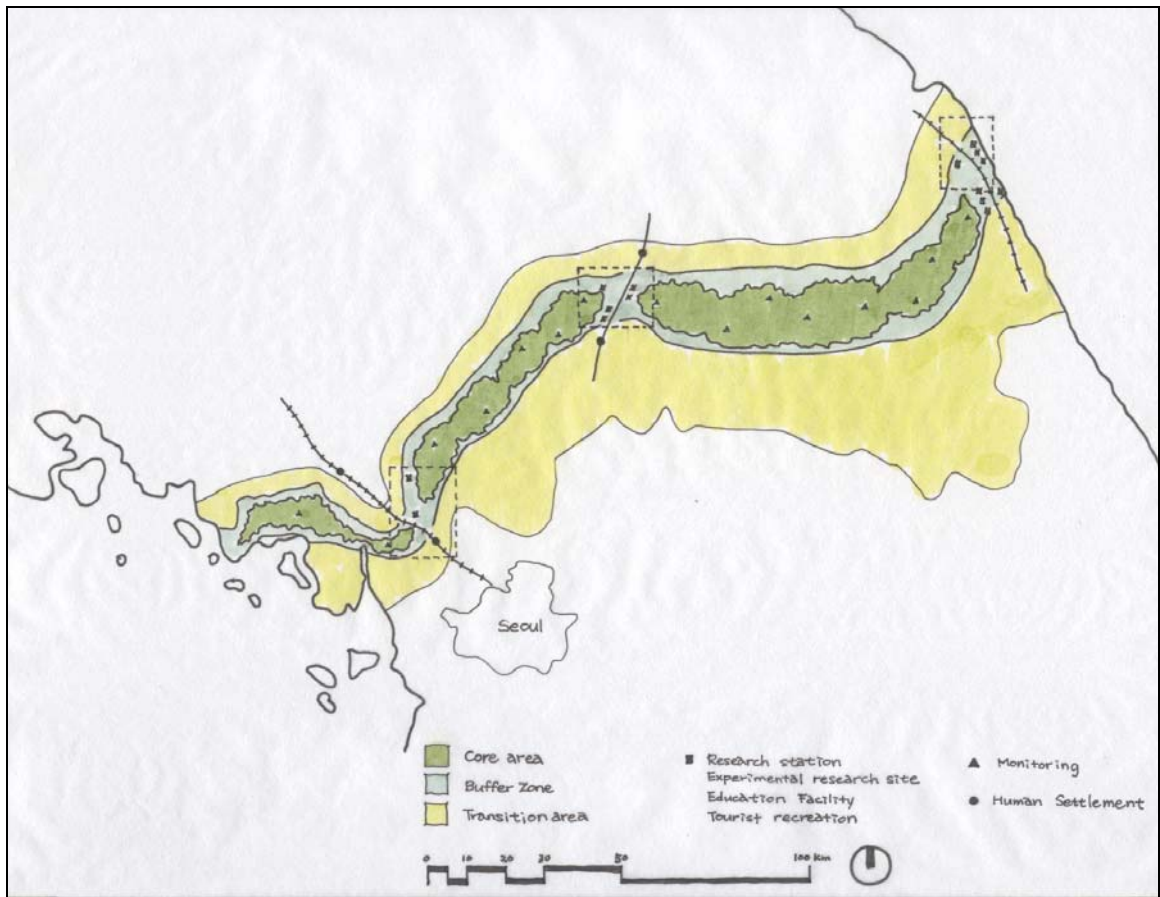 Seoul
Core area
Buffer Zone
Transition area
Research station
Experimental research site
Education Facility
Tourist recreation
Monitoring
Human Settlement
0 10 20 30 50 100 Km